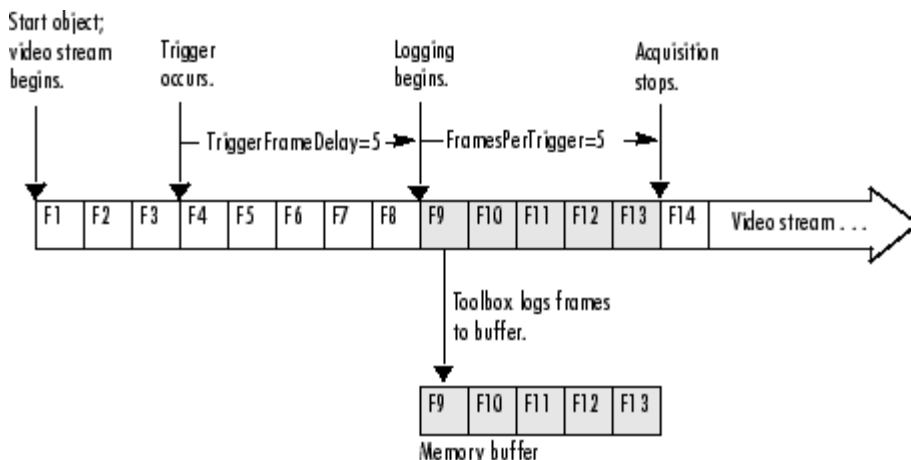 Start object;
video stream
begins.
Trigger
occurs.
Logging
begins.
Acquisition
stops.
TriggerFrameDelay=5
FramesPerTrigger=5
F1 F2 F3 F4 F5 F6 F7 F8 F9 F10 F11 F12 F13 F14 Video stream . . .
Toolbox logs frames
to buffer.
F9 F10 F11 F12 F13
Memory buffer